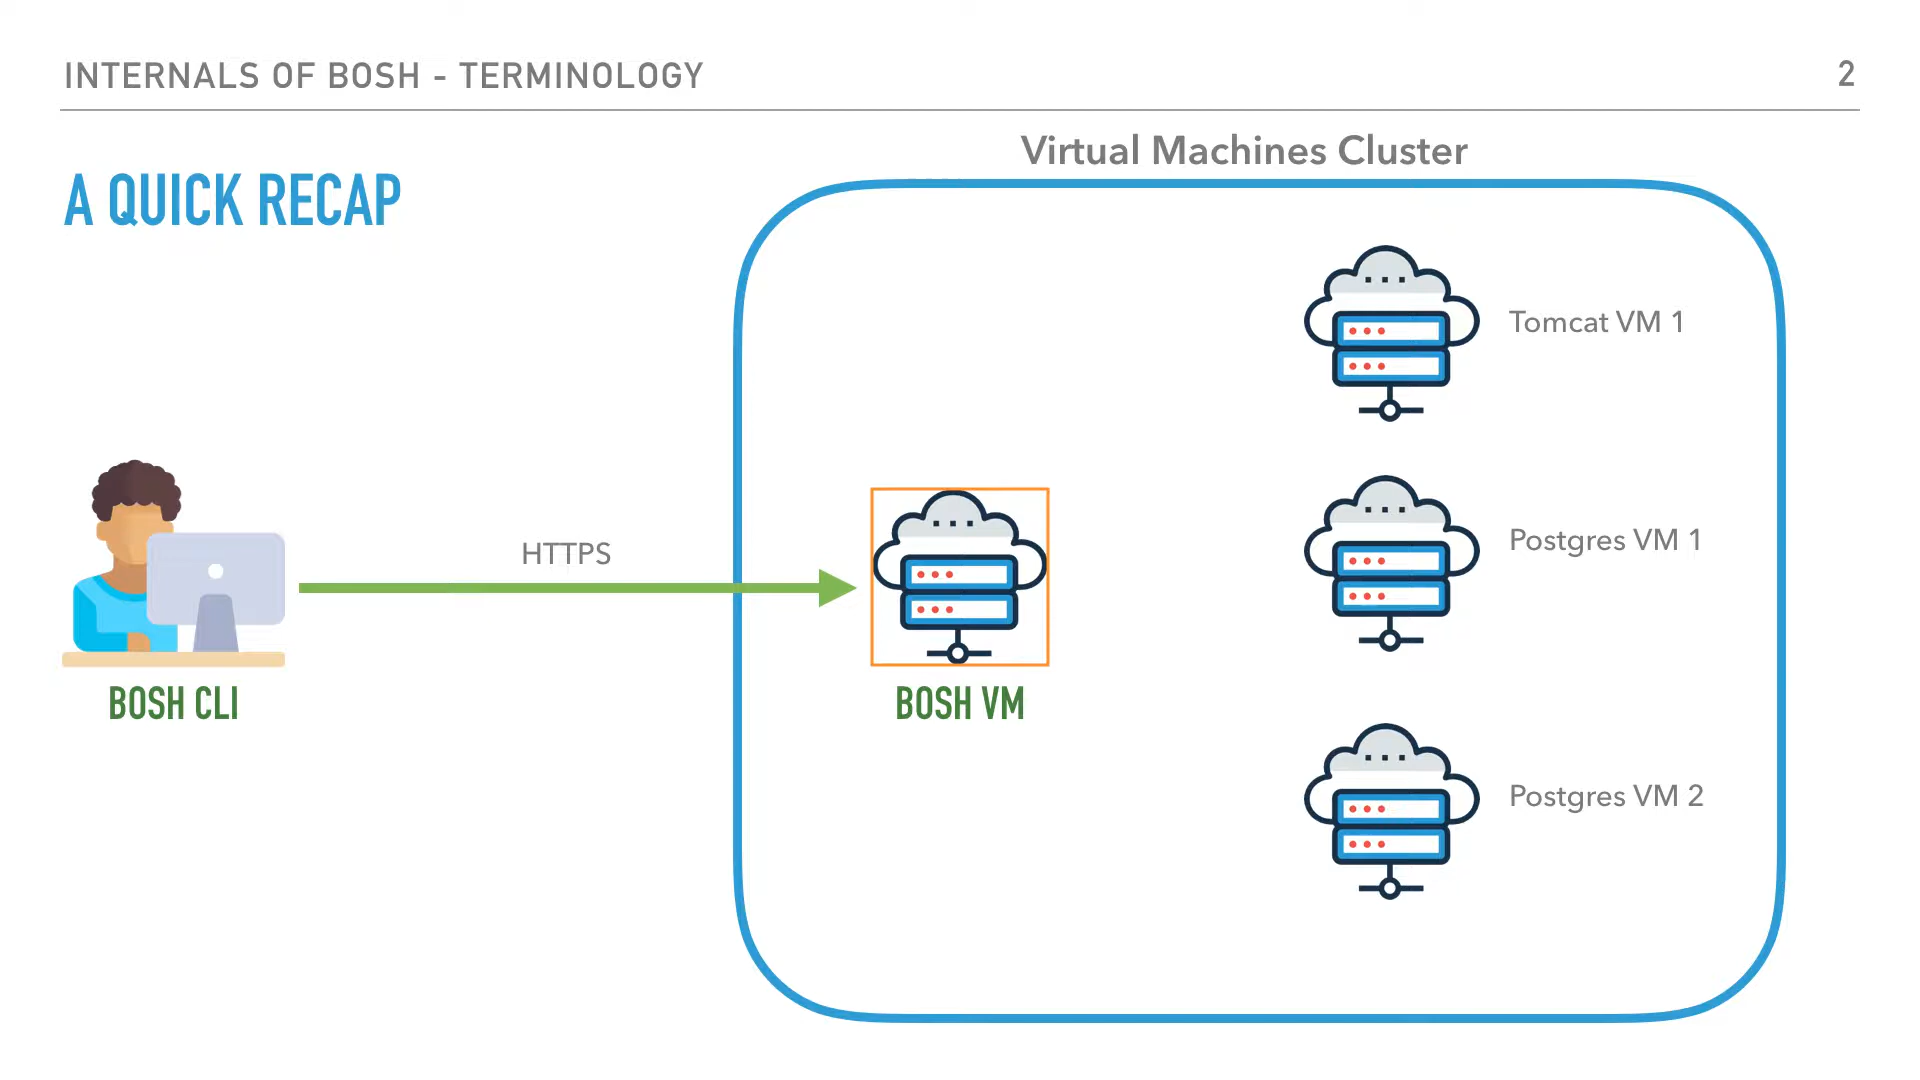 INTERNALS OF BOSH - TERMINOLOGY
2
A QUICK RECAP
Virtual Machines Cluster
Tomcat VM 1
Postgres VM 1
HTTPS
BOSH CLI
BOSH VM
Postgres VM 2